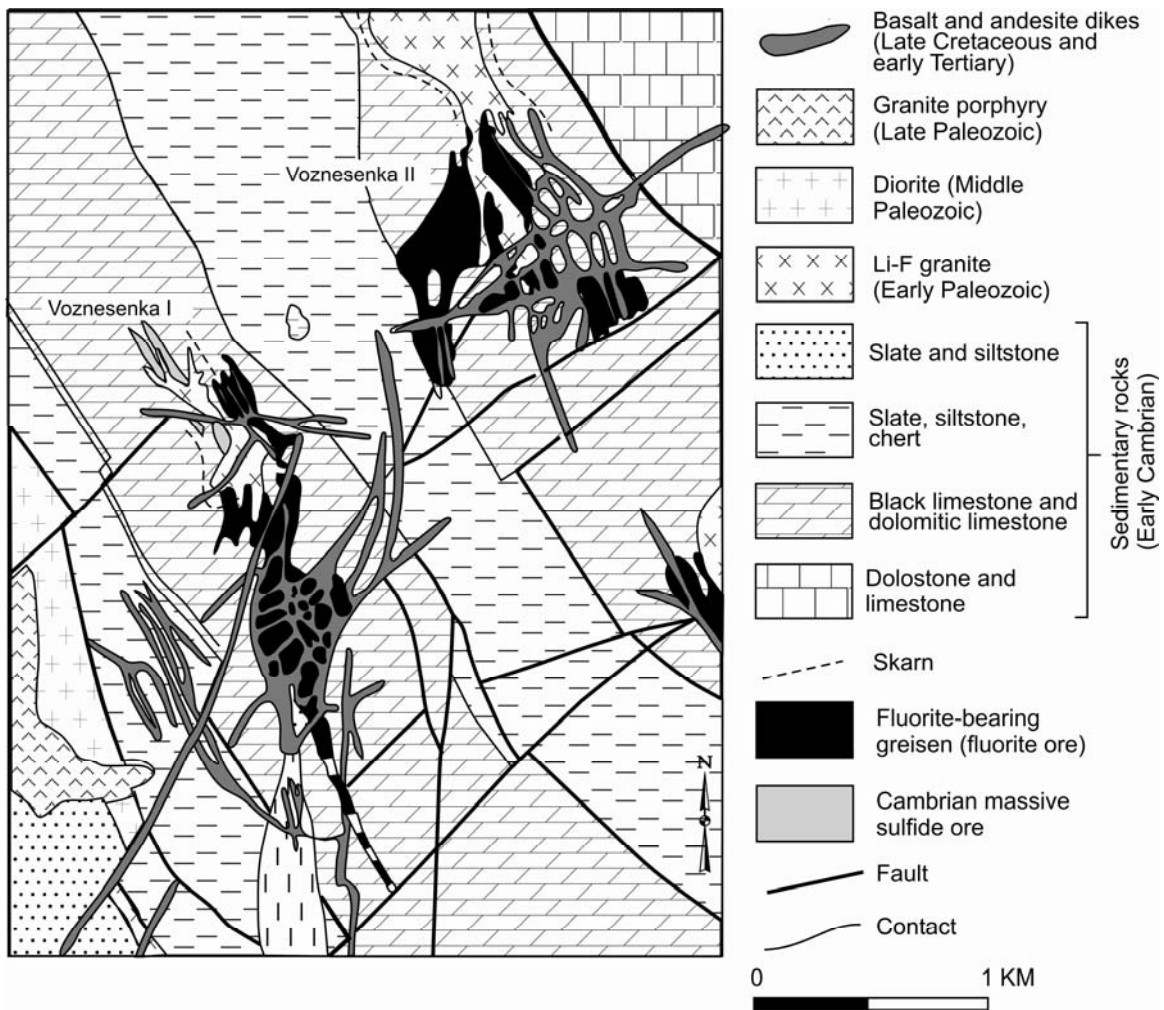 Voznesenka II
Voznesenka I
N
Basalt and andesite dikes
(Late Cretaceous and
early Tertiary)
Granite porphyry
(Late Paleozoic)
Diorite (Middle
Paleozoic)
Li-F granite
(Early Paleozoic)
Slate and siltstone
Slate, siltstone,
chert
Black limestone and
dolomitic limestone
Dolostone and
limestone
Sedimentary rocks
(Early Cambrian)
Skarn
Fluorite-bearing
greisen (fluorite ore)
Cambrian massive
sulfide ore
Fault
Contact
0 1 KM